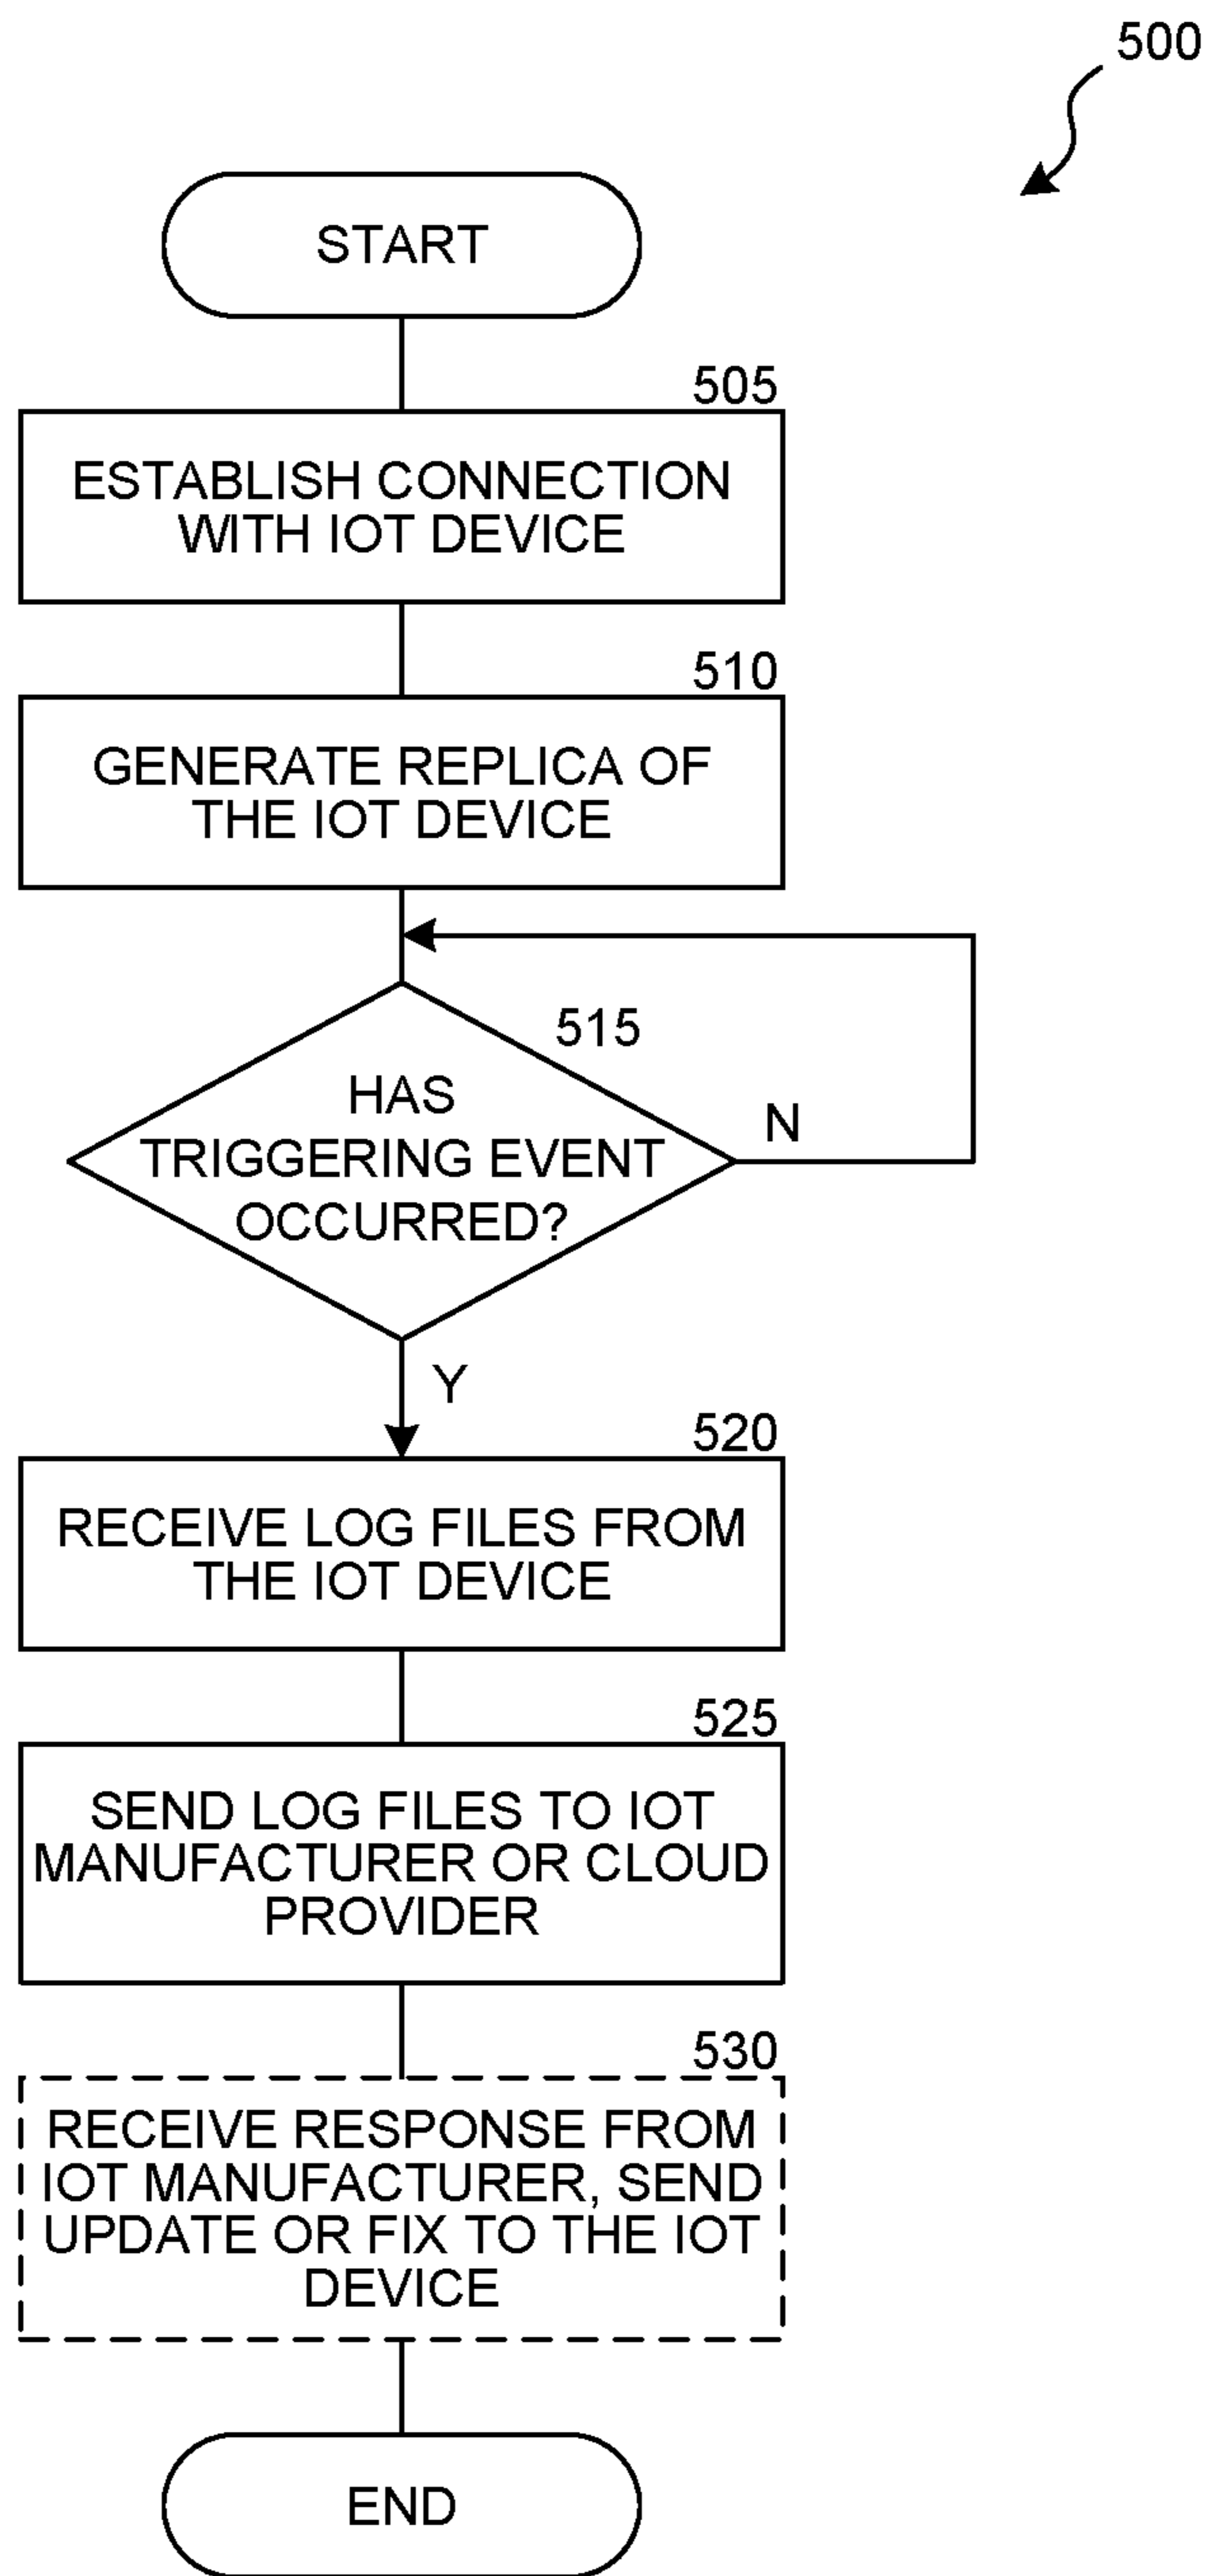 500
START
505
ESTABLISH CONNECTION
WITH IOT DEVICE
510
GENERATE REPLICA OF
THE IOT DEVICE
515
HAS
TRIGGERING EVENT
OCCURRED?
N
Y
520
RECEIVE LOG FILES FROM
THE IOT DEVICE
525
SEND LOG FILES TO IOT
MANUFACTURER OR CLOUD
PROVIDER
530
RECEIVE RESPONSE FROM
IOT MANUFACTURER, SEND
UPDATE OR FIX TO THE IOT
DEVICE
END